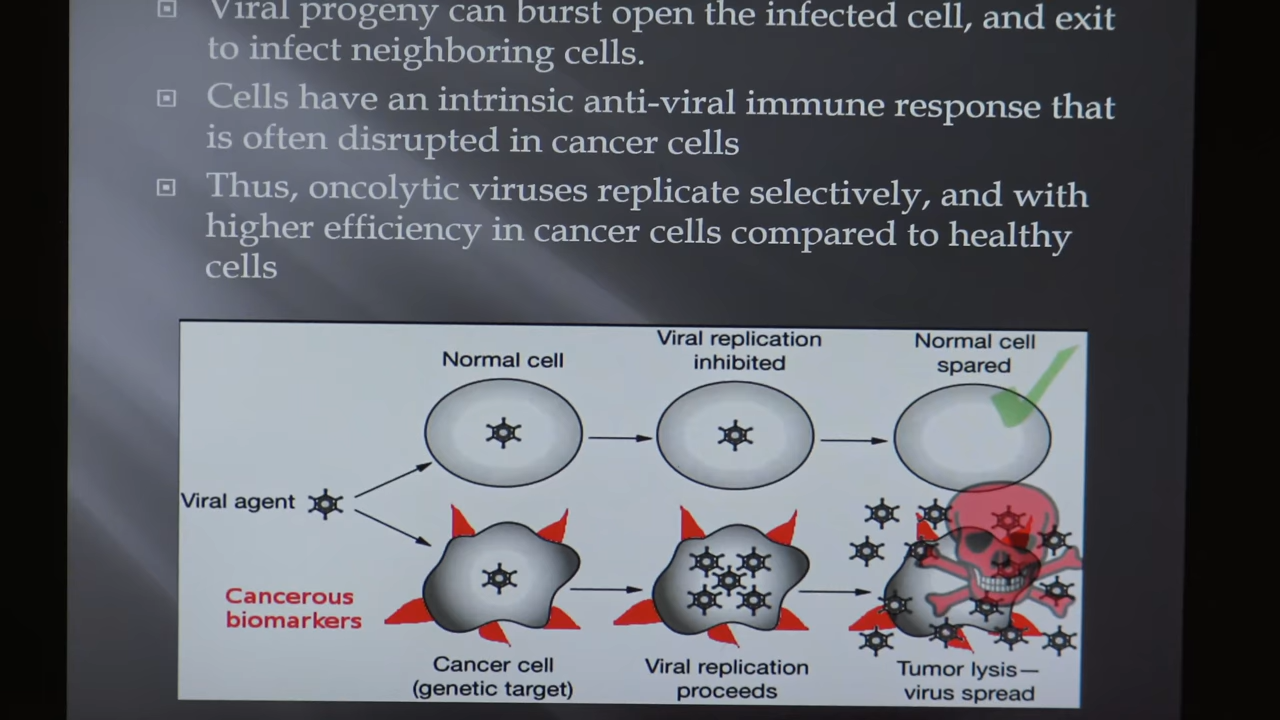 Viral progeny can burst open the infected cell, and exit
to infect neighboring cells.
Cells have an intrinsic anti-viral immune response that
is often disrupted in cancer cells
Thus, oncolytic viruses replicate selectively, and with
higher efficiency in cancer cells compared to healthy
cells
Normal cell
Viral replication
inhibited
Normal cell
spared
Viral agent
Cancerous
biomarkers
Cancer cell
(genetic target)
Viral replication
proceeds
Tumor lysis—
virus spread